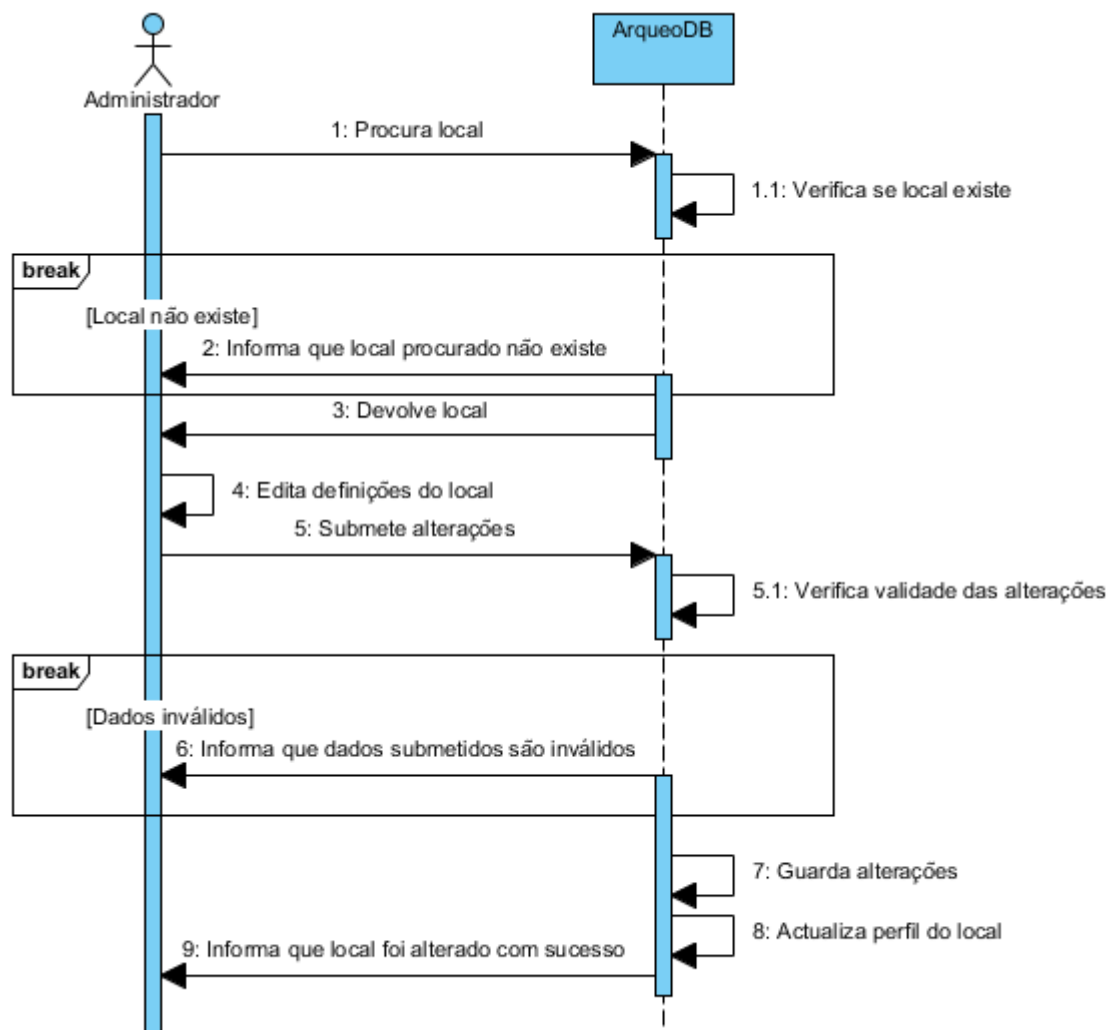 ArqueoDB
Administrador
1: Procura local
1.1: Verifica se local existe
break
[Local não existe]
2: Informa que local procurado não existe
3: Devolve local
4: Edita definições do local
5: Submete alterações
5.1: Verifica validade das alterações
break
[Dados inválidos]
6: Informa que dados submetidos são inválidos
7: Guarda alterações
8: Actualiza perfil do local
9: Informa que local foi alterado com sucesso